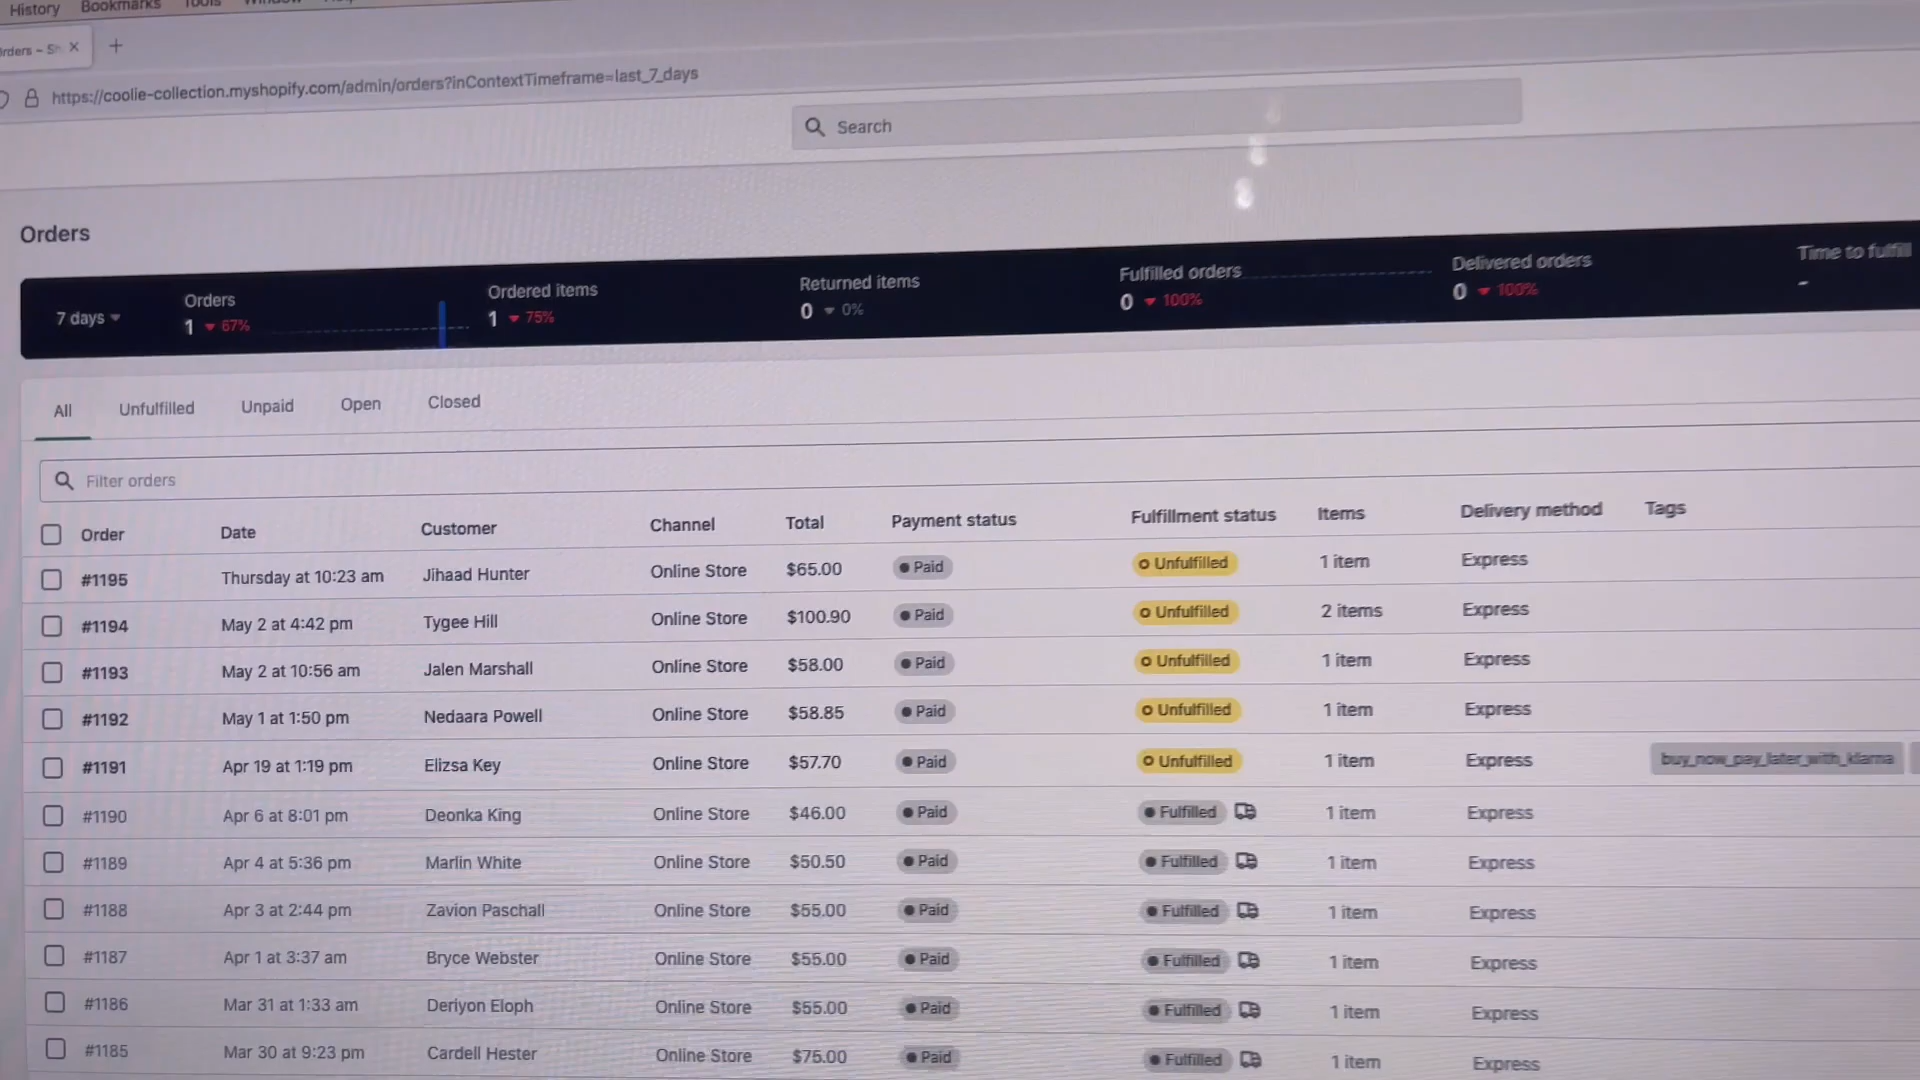 History Bookmarks Tools
Orders – Sh × +
https://coolie-collection.myshopify.com/admin/orders?inContextTimeframe=last_7_days
Search
Orders
7 days Orders 1 67% Ordered items 1 75% Returned items 0 0% Fulfilled orders 0 100% Delivered orders 0 100% Time to fulfill -
All Unfulfilled Unpaid Open Closed
Filter orders
Order Date Customer Channel Total Payment status Fulfillment status Items Delivery method Tags
#1195 Thursday at 10:23 am Jihaad Hunter Online Store $65.00 Paid Unfulfilled 1 item Express
#1194 May 2 at 4:42 pm Tygee Hill Online Store $100.90 Paid Unfulfilled 2 items Express
#1193 May 2 at 10:56 am Jalen Marshall Online Store $58.00 Paid Unfulfilled 1 item Express
#1192 May 1 at 1:50 pm Nedaara Powell Online Store $58.85 Paid Unfulfilled 1 item Express
#1191 Apr 19 at 1:19 pm Elizsa Key Online Store $57.70 Paid Unfulfilled 1 item Express buy_now_pay_later_with_klarna
#1190 Apr 6 at 8:01 pm Deonka King Online Store $46.00 Paid Fulfilled 1 item Express
#1189 Apr 4 at 5:36 pm Marlin White Online Store $50.50 Paid Fulfilled 1 item Express
#1188 Apr 3 at 2:44 pm Zavion Paschall Online Store $55.00 Paid Fulfilled 1 item Express
#1187 Apr 1 at 3:37 am Bryce Webster Online Store $55.00 Paid Fulfilled 1 item Express
#1186 Mar 31 at 1:33 am Deriyon Eloph Online Store $55.00 Paid Fulfilled 1 item Express
#1185 Mar 30 at 9:23 pm Cardell Hester Online Store $75.00 Paid Fulfilled 1 item Express